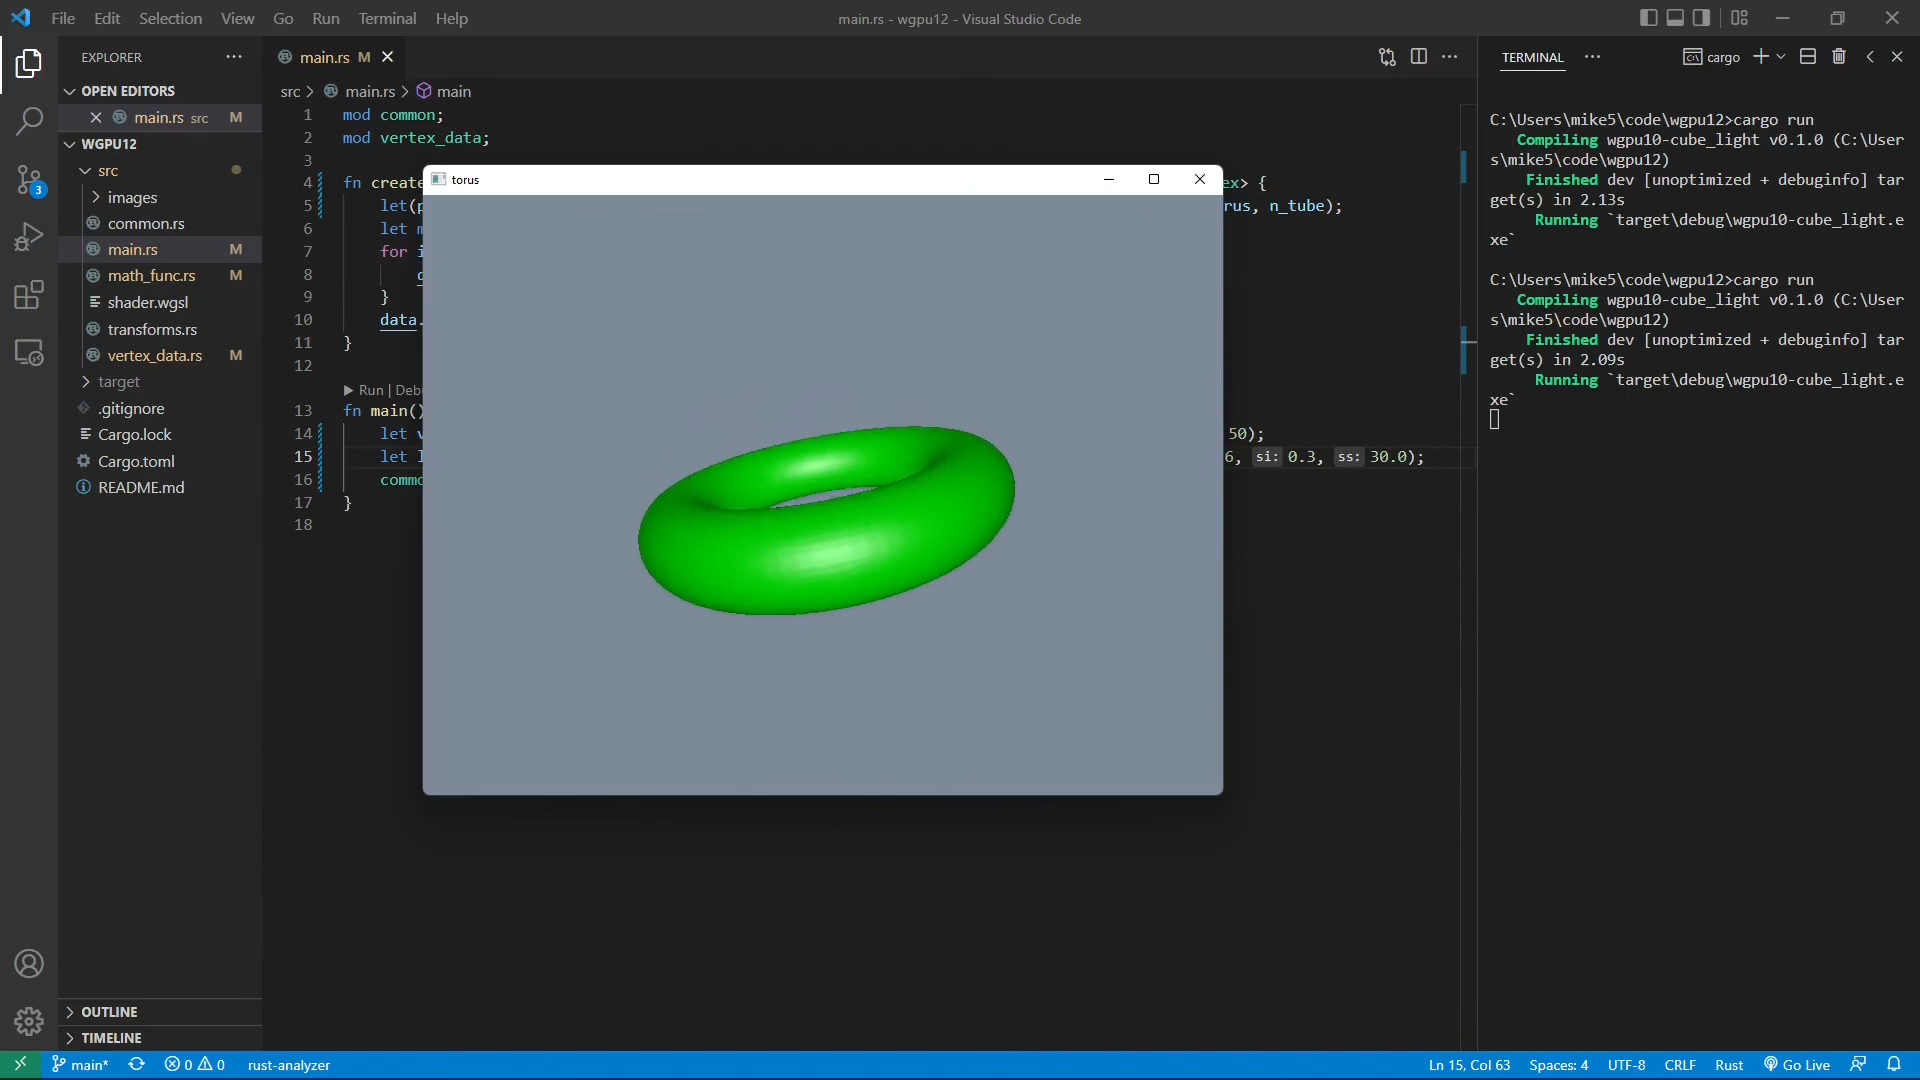 File Edit Selection View Go Run Terminal Help
main.rs - wgpu12 - Visual Studio Code
EXPLORER
OPEN EDITORS
main.rs src M
WGPU12
src
images
common.rs
main.rs M
math_func.rs M
shader.wgsl
transforms.rs
vertex_data.rs M
target
.gitignore
Cargo.lock
Cargo.toml
README.md
OUTLINE
TIMELINE
3
main.rs M
src > main.rs > main
1 mod common;
2 mod vertex_data;
3
4 fn create ex> {
5 let(p rus, n_tube);
6 let m
7 for i
8 d
9 }
10 data.
11 }
12
Run | Debu
13 fn main()
14 let v 50);
15 let l 6, si: 0.3, ss: 30.0);
16 commo
17 }
18
torus
TERMINAL
cargo
C:\Users\mike5\code\wgpu12>cargo run
Compiling wgpu10-cube_light v0.1.0 (C:\User
s\mike5\code\wgpu12)
Finished dev [unoptimized + debuginfo] tar
get(s) in 2.13s
Running `target\debug\wgpu10-cube_light.e
xe`
C:\Users\mike5\code\wgpu12>cargo run
Compiling wgpu10-cube_light v0.1.0 (C:\User
s\mike5\code\wgpu12)
Finished dev [unoptimized + debuginfo] tar
get(s) in 2.09s
Running `target\debug\wgpu10-cube_light.e
xe`
main* 0 0 rust-analyzer
Ln 15, Col 63 Spaces: 4 UTF-8 CRLF Rust Go Live